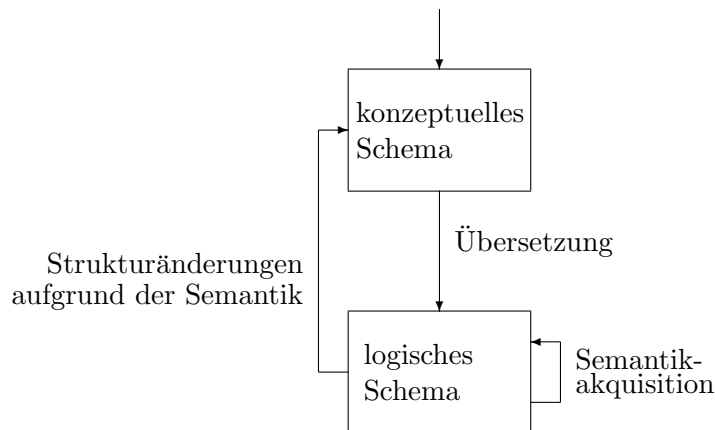 konzeptuelles
Schema
Übersetzung
Strukturänderungen
aufgrund der Semantik
logisches
Schema
Semantik-
akquisition